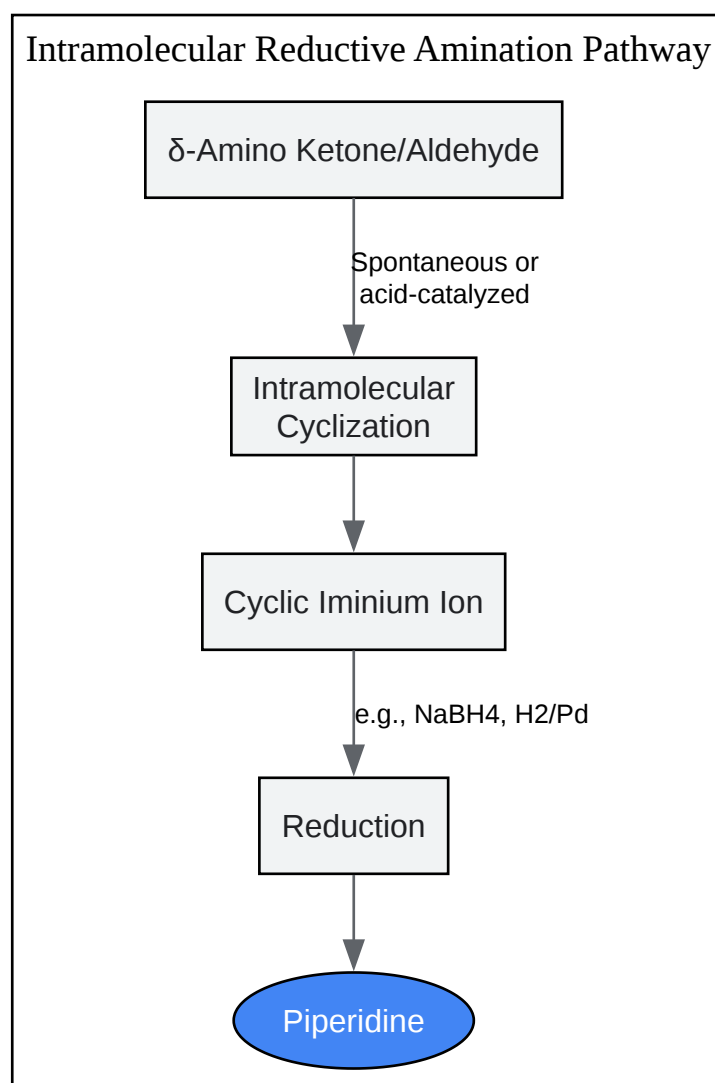 Intramolecular Reductive Amination Pathway
δ-Amino Ketone/Aldehyde
Spontaneous or
acid-catalyzed
Intramolecular
Cyclization
Cyclic Iminium Ion
e.g., NaBH4, H2/Pd
Reduction
Piperidine